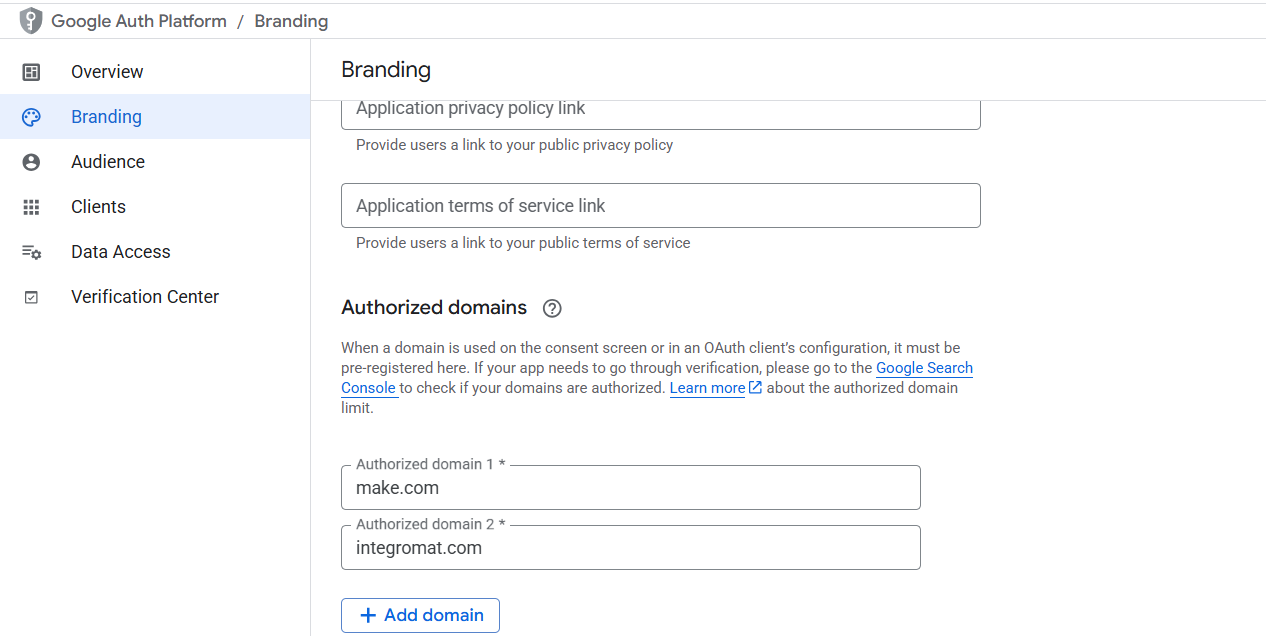 Google Auth Platform / Branding
Overview
Branding
Audience
Clients
Data Access
Verification Center
Branding
Application privacy policy link
Provide users a link to your public privacy policy
Application terms of service link
Provide users a link to your public terms of service
Authorized domains
When a domain is used on the consent screen or in an OAuth client’s configuration, it must be
pre-registered here. If your app needs to go through verification, please go to the Google Search
Console to check if your domains are authorized. Learn more about the authorized domain
limit.
Authorized domain 1 *
make.com
Authorized domain 2 *
integromat.com
+ Add domain